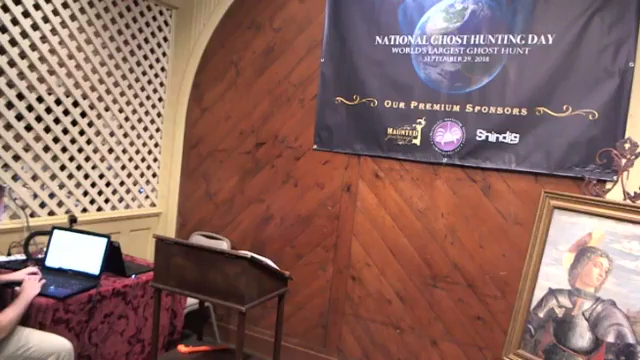 NATIONAL GHOST HUNTING DAY
WORLD'S LARGEST GHOST HUNT
SEPTEMBER 29, 2018
OUR PREMIUM SPONSORS
HAUNTED
Shindig